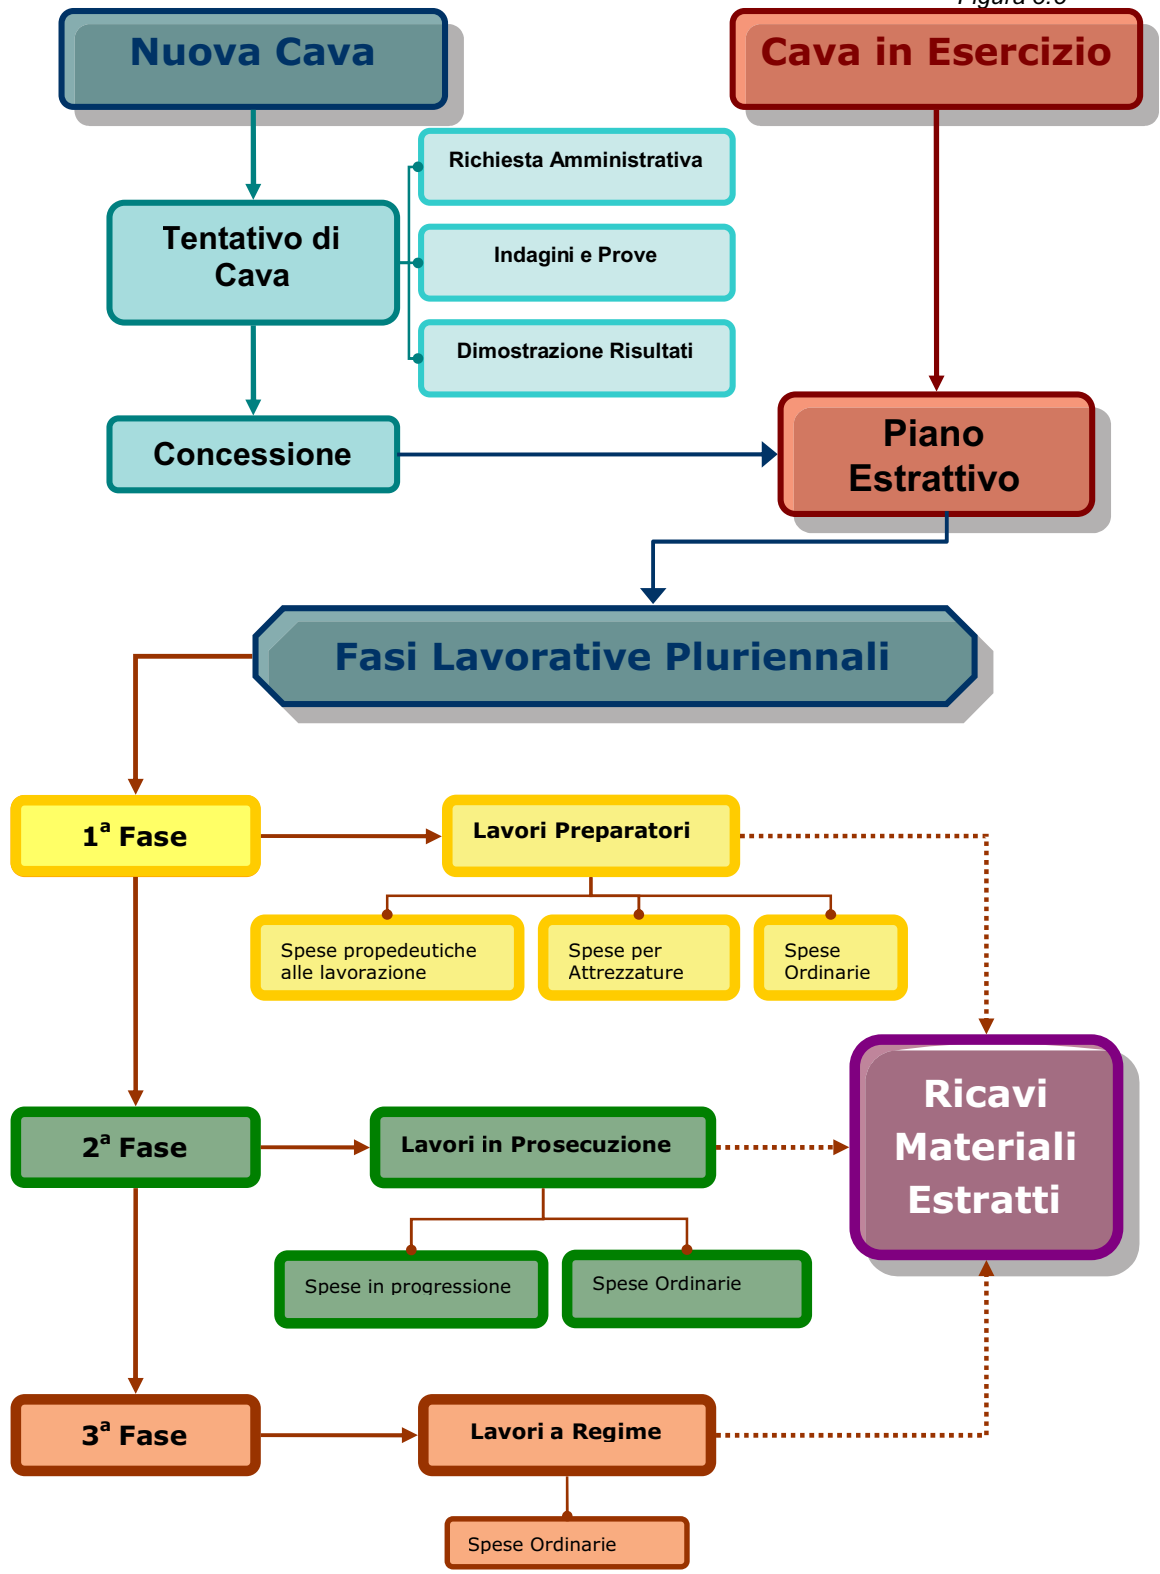 Nuova Cava
Cava in Esercizio
Richiesta Amministrativa
Tentativo di
Cava
Indagini e Prove
Dimostrazione Risultati
Concessione
Piano
Estrattivo
Fasi Lavorative Pluriennali
1ª Fase
Lavori Preparatori
Spese propedeutiche
alle lavorazione
Spese per
Attrezzature
Spese
Ordinarie
Ricavi
Materiali
Estratti
2ª Fase
Lavori in Prosecuzione
Spese in progressione
Spese Ordinarie
3ª Fase
Lavori a Regime
Spese Ordinarie